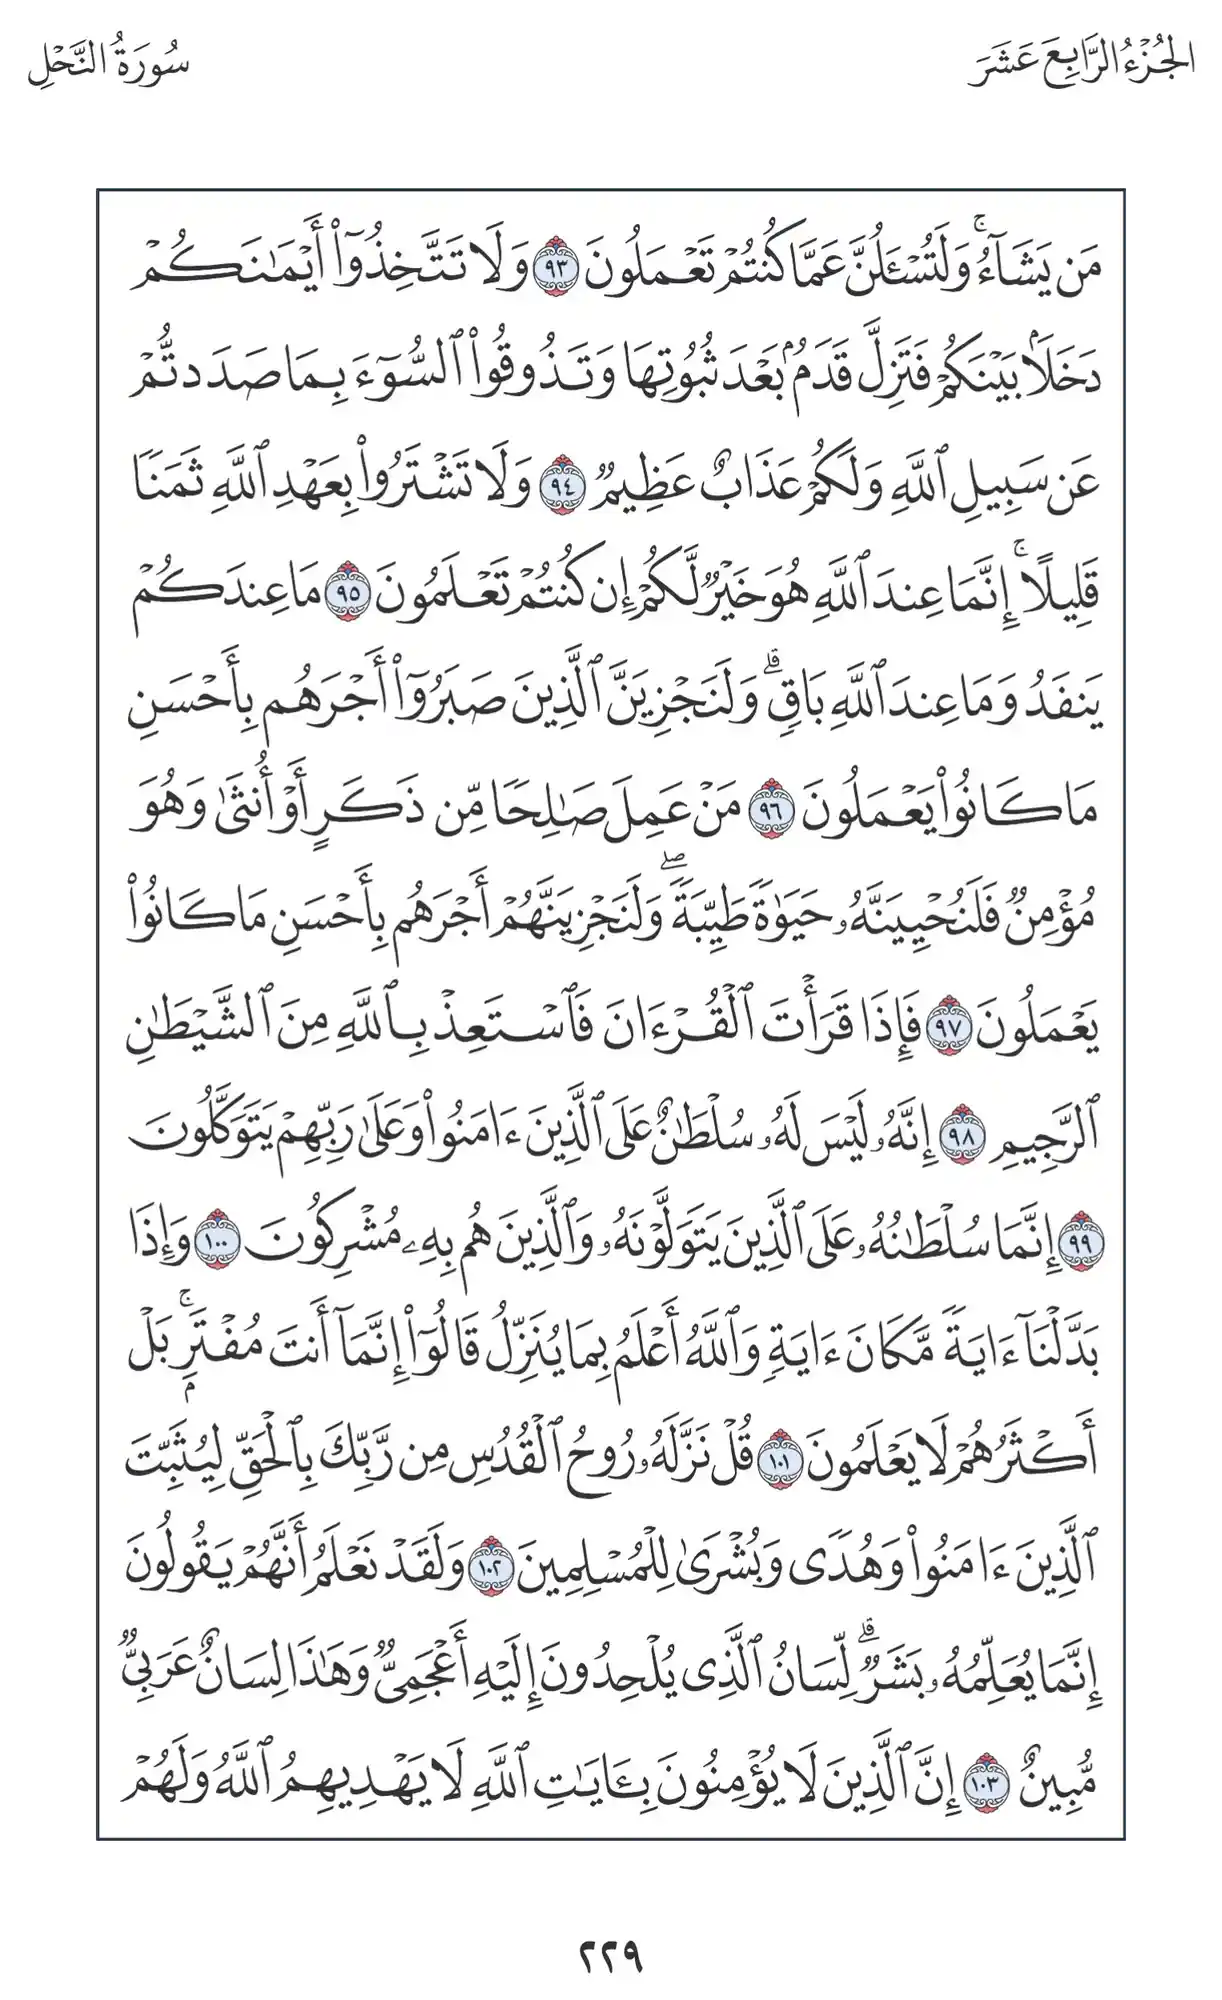 الجُزْءُ الرَّابِعَ عَشَرَ
سُورَةُ النَّحْلِ
مَن يَشَآءُۚ وَلَتُسْـَٔلُنَّ عَمَّا كُنتُمْ تَعْمَلُونَ ٩٣ وَلَا تَتَّخِذُوٓا۟ أَيْمَـٰنَكُمْ
دَخَلًۢا بَيْنَكُمْ فَتَزِلَّ قَدَمٌۢ بَعْدَ ثُبُوتِهَا وَتَذُوقُوا۟ ٱلسُّوٓءَ بِمَا صَدَدتُّمْ
عَن سَبِيلِ ٱللَّهِ وَلَكُمْ عَذَابٌ عَظِيمٌ ٩٤ وَلَا تَشْتَرُوا۟ بِعَهْدِ ٱللَّهِ ثَمَنًا
قَلِيلًاۚ إِنَّمَا عِندَ ٱللَّهِ هُوَ خَيْرٌ لَّكُمْ إِن كُنتُمْ تَعْلَمُونَ ٩٥ مَا عِندَكُمْ
يَنفَدُ وَمَا عِندَ ٱللَّهِ بَاقٍۗ وَلَنَجْزِيَنَّ ٱلَّذِينَ صَبَرُوٓا۟ أَجْرَهُم بِأَحْسَنِ
مَا كَانُوا۟ يَعْمَلُونَ ٩٦ مَنْ عَمِلَ صَـٰلِحًا مِّن ذَكَرٍ أَوْ أُنثَىٰ وَهُوَ
مُؤْمِنٌ فَلَنُحْيِيَنَّهُۥ حَيَوٰةً طَيِّبَةًۖ وَلَنَجْزِيَنَّهُمْ أَجْرَهُم بِأَحْسَنِ مَا كَانُوا۟
يَعْمَلُونَ ٩٧ فَإِذَا قَرَأْتَ ٱلْقُرْءَانَ فَٱسْتَعِذْ بِٱللَّهِ مِنَ ٱلشَّيْطَـٰنِ
ٱلرَّجِيمِ ٩٨ إِنَّهُۥ لَيْسَ لَهُۥ سُلْطَـٰنٌ عَلَى ٱلَّذِينَ ءَامَنُوا۟ وَعَلَىٰ رَبِّهِمْ يَتَوَكَّلُونَ
٩٩ إِنَّمَا سُلْطَـٰنُهُۥ عَلَى ٱلَّذِينَ يَتَوَلَّوْنَهُۥ وَٱلَّذِينَ هُم بِهِۦ مُشْرِكُونَ ١٠٠ وَإِذَا
بَدَّلْنَآ ءَايَةً مَّكَانَ ءَايَةٍ وَٱللَّهُ أَعْلَمُ بِمَا يُنَزِّلُ قَالُوٓا۟ إِنَّمَآ أَنتَ مُفْتَرٍۭۚ بَلْ
أَكْثَرُهُمْ لَا يَعْلَمُونَ ١٠١ قُلْ نَزَّلَهُۥ رُوحُ ٱلْقُدُسِ مِن رَّبِّكَ بِٱلْحَقِّ لِيُثَبِّتَ
ٱلَّذِينَ ءَامَنُوا۟ وَهُدًى وَبُشْرَىٰ لِلْمُسْلِمِينَ ١٠٢ وَلَقَدْ نَعْلَمُ أَنَّهُمْ يَقُولُونَ
إِنَّمَا يُعَلِّمُهُۥ بَشَرٌۗ لِّسَانُ ٱلَّذِى يُلْحِدُونَ إِلَيْهِ أَعْجَمِىٌّ وَهَـٰذَا لِسَانٌ عَرَبِىٌّ
مُّبِينٌ ١٠٣ إِنَّ ٱلَّذِينَ لَا يُؤْمِنُونَ بِـَٔايَـٰتِ ٱللَّهِ لَا يَهْدِيهِمُ ٱللَّهُ وَلَهُمْ
٢٢٩